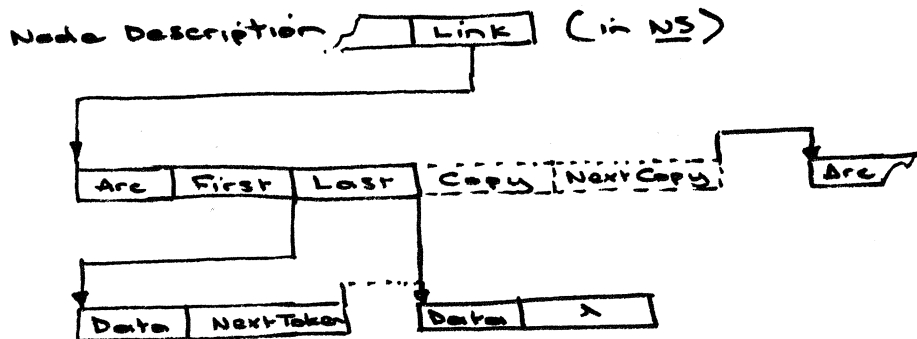 Node Description Link (in NS)
Arc First Last Copy NextCopy Arc
Data NextToken Data λ